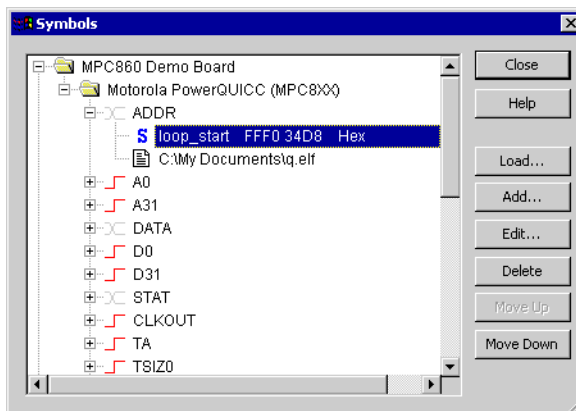 Symbols
MPC860 Demo Board
Motorola PowerQUICC (MPC8XX)
ADDR
S loop_start FFF0 34D8 Hex
C:\My Documents\q.elf
A0
A31
DATA
D0
D31
STAT
CLKOUT
TA
TSIZ0
Close
Help
Load...
Add...
Edit...
Delete
Move Up
Move Down